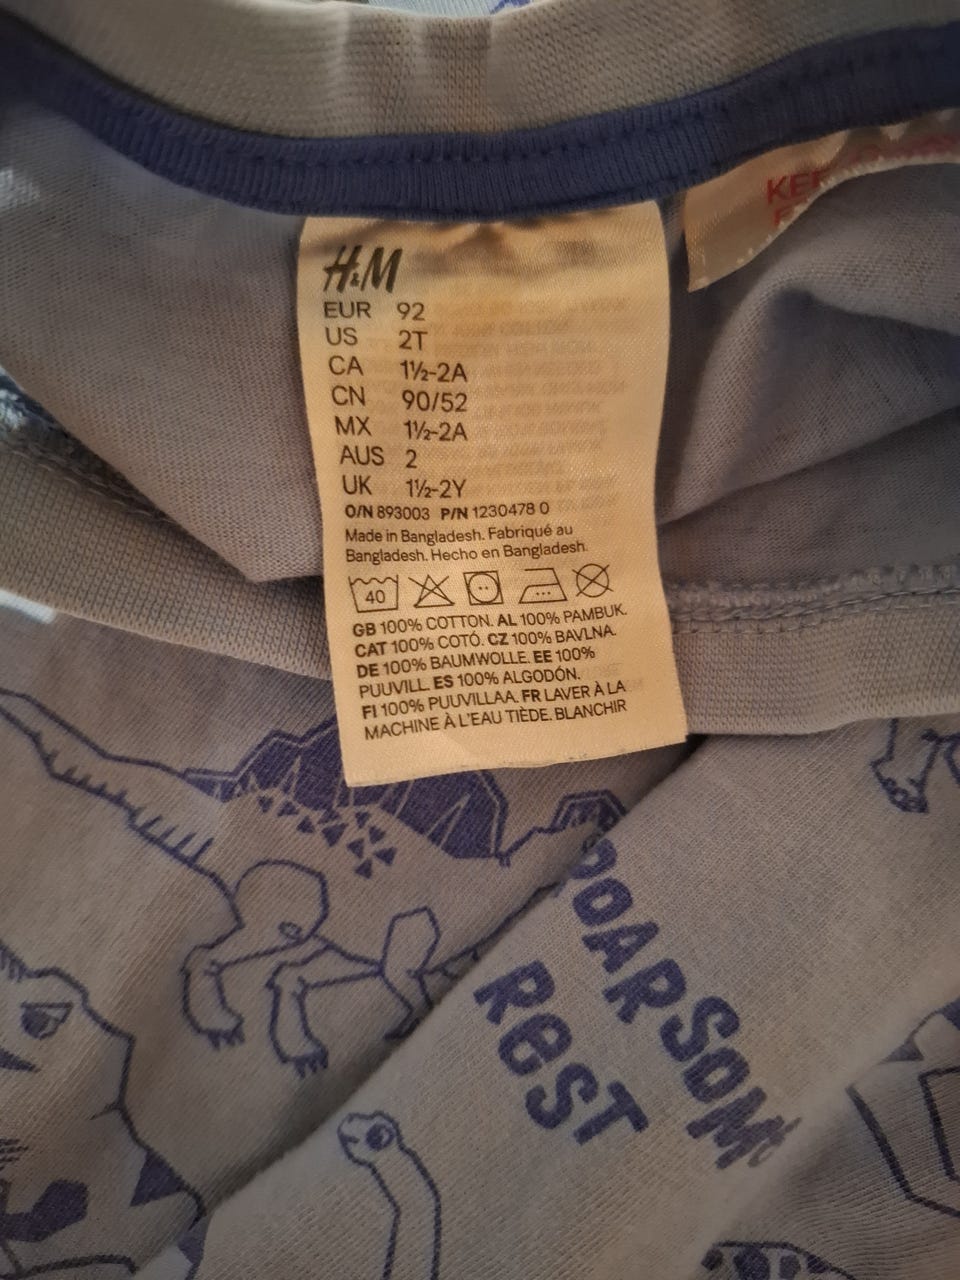 H&M
EUR 92
US 2T
CA 1½-2A
CN 90/52
MX 1½-2A
AUS 2
UK 1½-2Y
O/N 893003 P/N 1230478 0
Made in Bangladesh. Fabriqué au
Bangladesh. Hecho en Bangladesh.
40
GB 100% COTTON. AL 100% PAMBUK.
CAT 100% COTÓ. CZ 100% BAVLNA.
DE 100% BAUMWOLLE. EE 100%
PUUVILL. ES 100% ALGODÓN.
FI 100% PUUVILLAA. FR LAVER À LA
MACHINE À L'EAU TIÈDE. BLANCHIR
REST